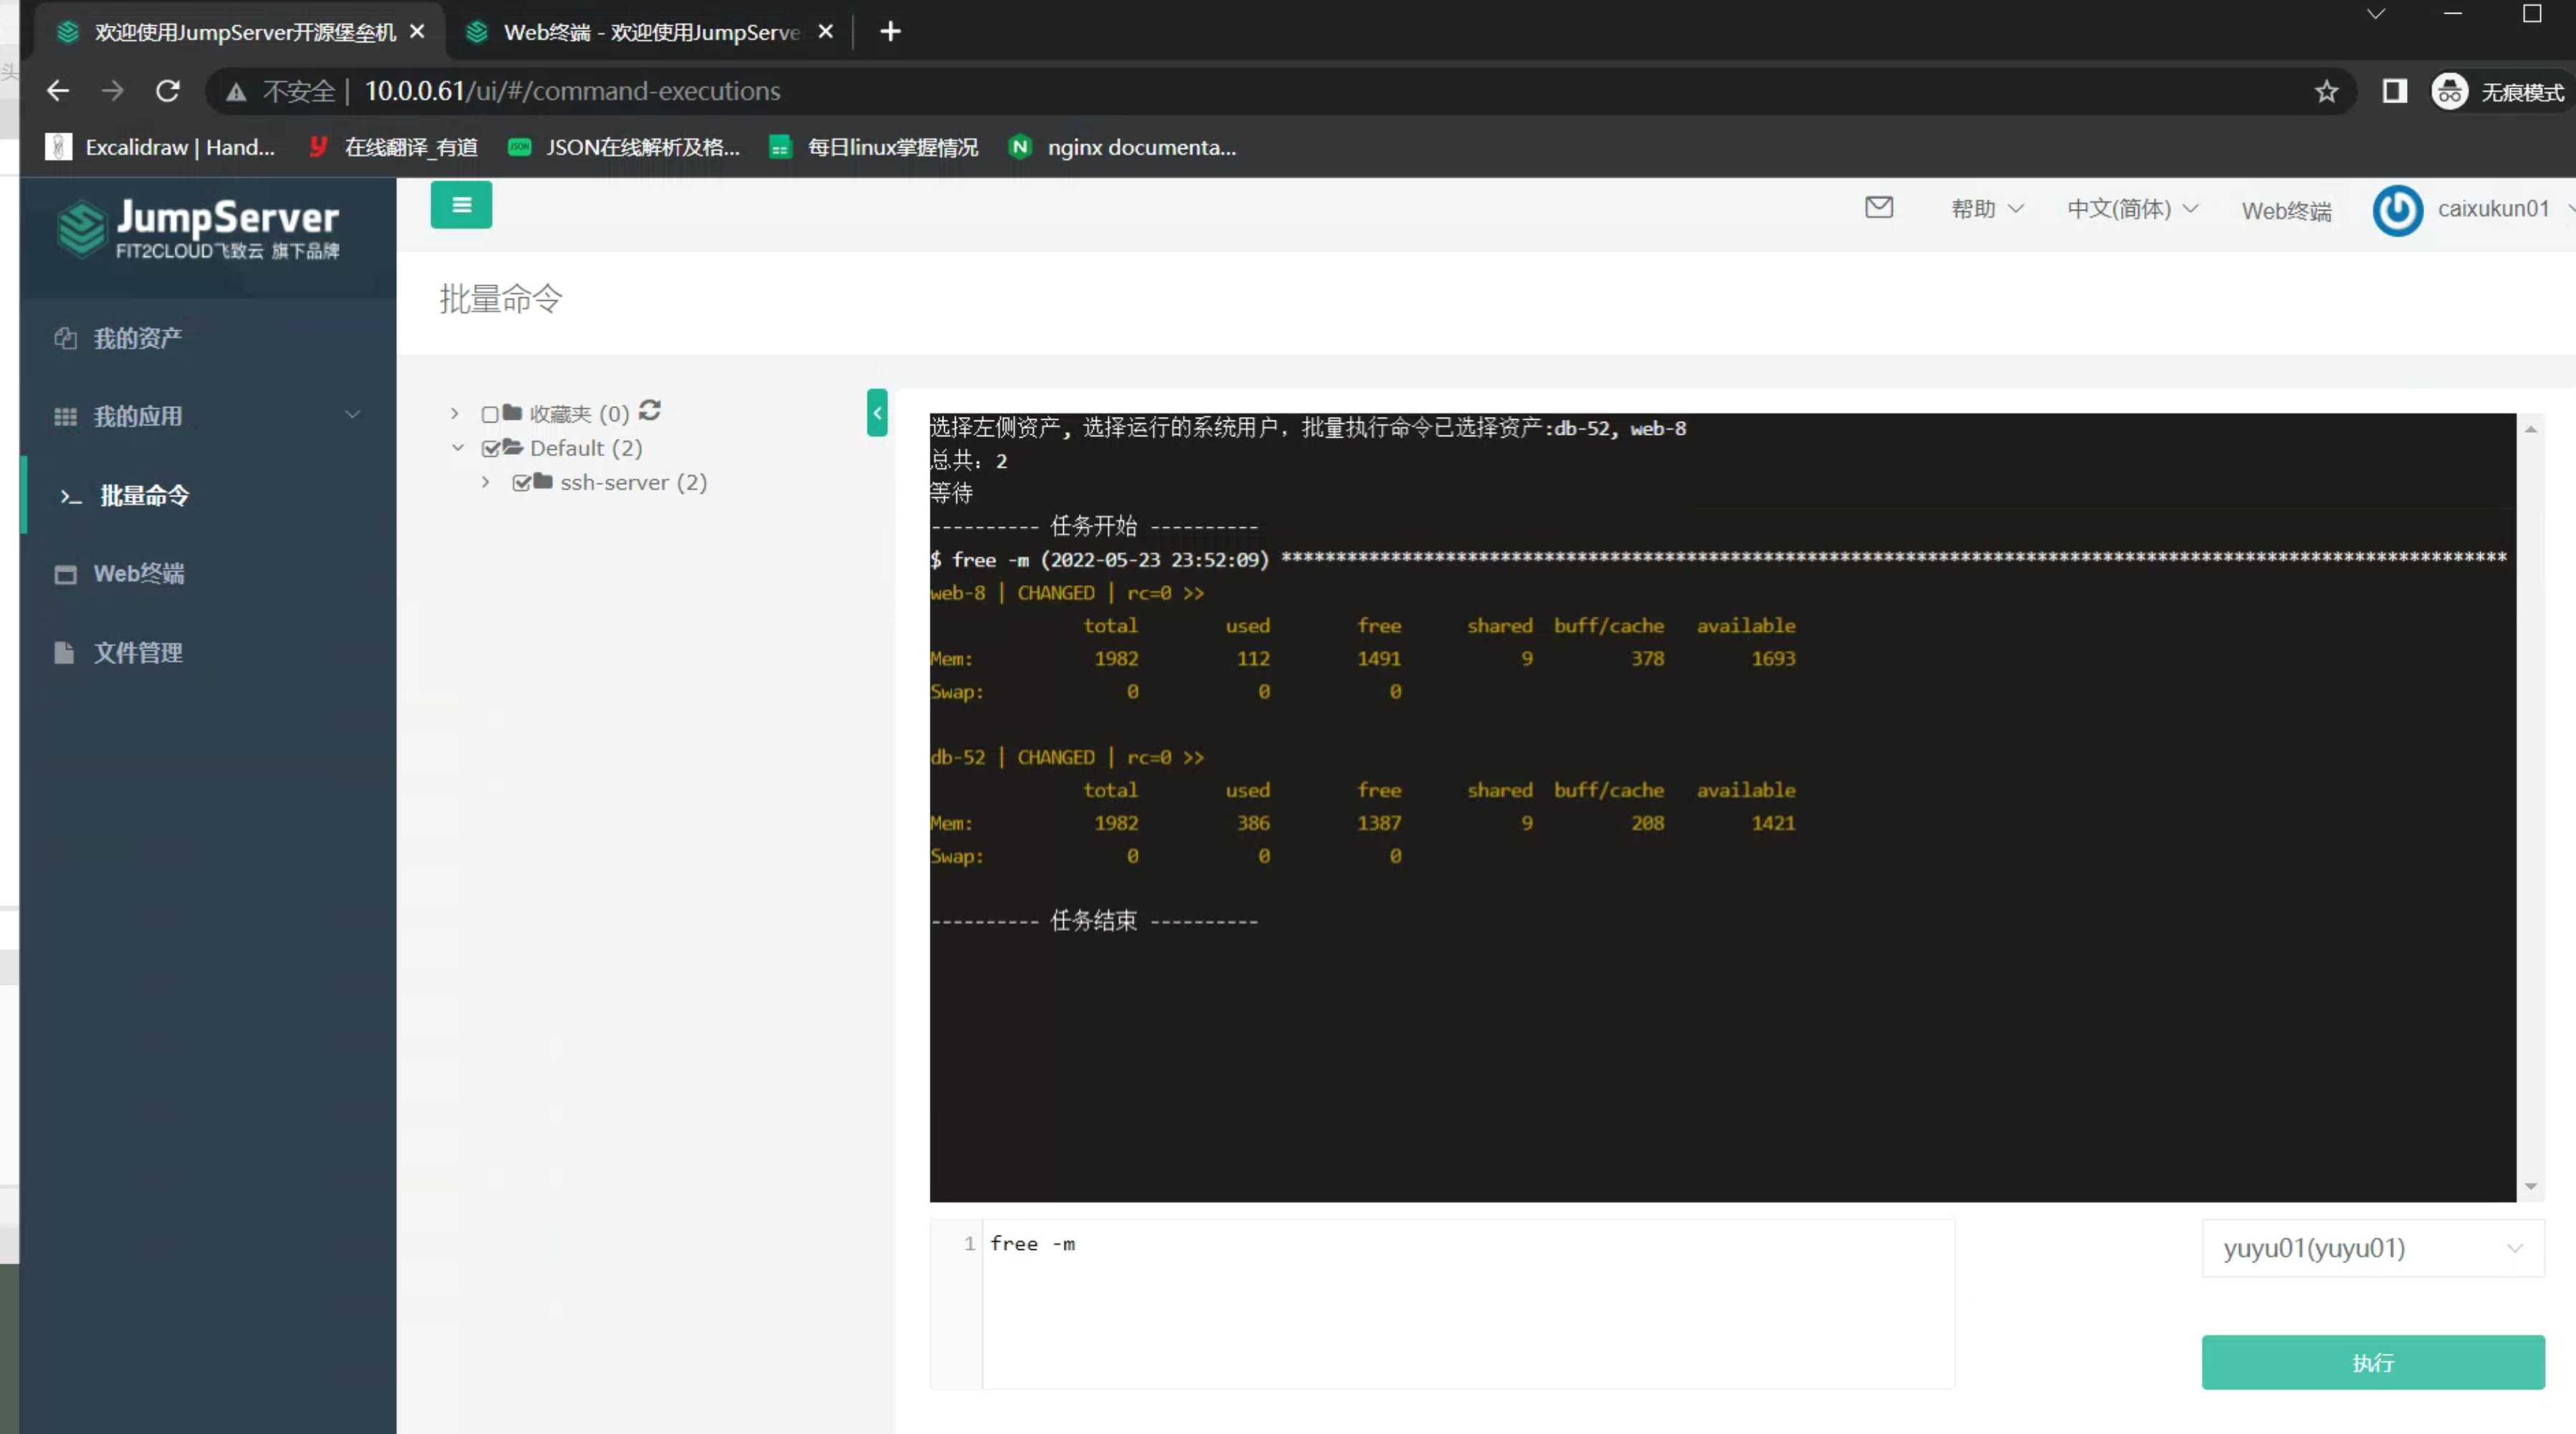 欢迎使用JumpServer开源堡垒机
Web终端 - 欢迎使用JumpServe
不安全 | 10.0.0.61/ui/#/command-executions
无痕模式
Excalidraw | Hand...
在线翻译_有道
JSON在线解析及格...
每日linux掌握情况
nginx documenta...
JumpServer
FIT2CLOUD飞致云 旗下品牌
帮助
中文(简体)
Web终端
caixukun01
批量命令
我的资产
我的应用
批量命令
Web终端
文件管理
收藏夹 (0)
Default (2)
ssh-server (2)
选择左侧资产, 选择运行的系统用户, 批量执行命令已选择资产:db-52, web-8
总共: 2
等待
---------- 任务开始 ----------
$ free -m (2022-05-23 23:52:09) ****************************************************************************************************************
web-8 | CHANGED | rc=0 >>
total used free shared buff/cache available
Mem: 1982 112 1491 9 378 1693
Swap: 0 0 0
db-52 | CHANGED | rc=0 >>
total used free shared buff/cache available
Mem: 1982 386 1387 9 208 1421
Swap: 0 0 0
---------- 任务结束 ----------
1 free -m
yuyu01(yuyu01)
执行